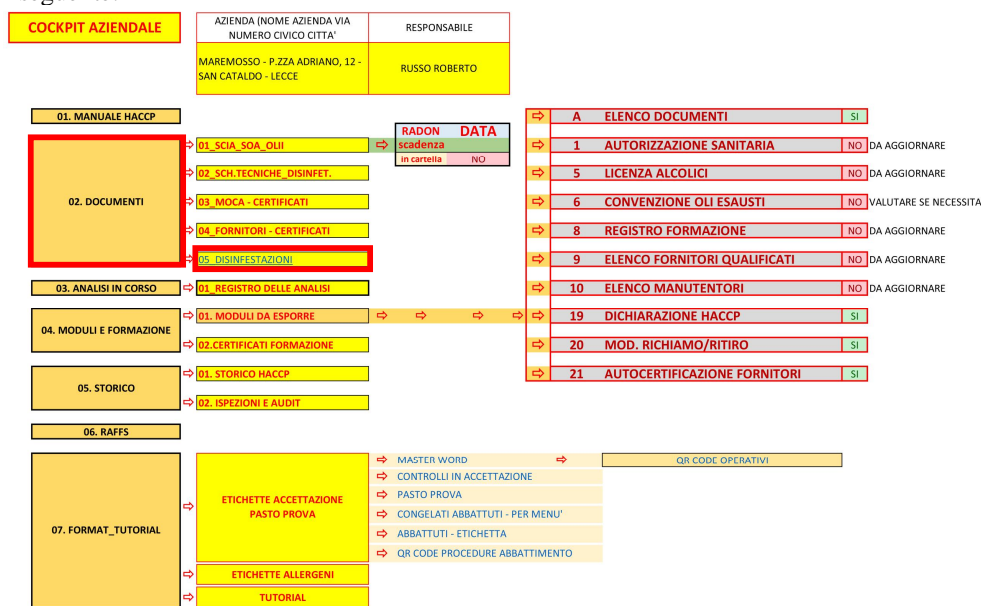 COCKPIT AZIENDALE
AZIENDA (NOME AZIENDA VIA
NUMERO CIVICO CITTA'
RESPONSABILE
MAREMOSSO - P.ZZA ADRIANO, 12 -
SAN CATALDO - LECCE
RUSSO ROBERTO
01. MANUALE HACCP
A ELENCO DOCUMENTI SI
RADON DATA
scadenza
in cartella NO
02. DOCUMENTI
01_SCIA_SOA_OLII
1 AUTORIZZAZIONE SANITARIA NO DA AGGIORNARE
02_SCH.TECNICHE_DISINFET.
5 LICENZA ALCOLICI NO DA AGGIORNARE
03_MOCA - CERTIFICATI
6 CONVENZIONE OLI ESAUSTI NO VALUTARE SE NECESSITA
04_FORNITORI - CERTIFICATI
8 REGISTRO FORMAZIONE NO DA AGGIORNARE
05_DISINFESTAZIONI
9 ELENCO FORNITORI QUALIFICATI NO DA AGGIORNARE
03. ANALISI IN CORSO
01_REGISTRO DELLE ANALISI
10 ELENCO MANUTENTORI NO DA AGGIORNARE
04. MODULI E FORMAZIONE
01. MODULI DA ESPORRE
19 DICHIARAZIONE HACCP SI
02.CERTIFICATI FORMAZIONE
20 MOD. RICHIAMO/RITIRO SI
05. STORICO
01. STORICO HACCP
21 AUTOCERTIFICAZIONE FORNITORI SI
02. ISPEZIONI E AUDIT
06. RAFFS
07. FORMAT_TUTORIAL
ETICHETTE ACCETTAZIONE
PASTO PROVA
MASTER WORD
QR CODE OPERATIVI
CONTROLLI IN ACCETTAZIONE
PASTO PROVA
CONGELATI ABBATTUTI - PER MENU'
ABBATTUTI - ETICHETTA
QR CODE PROCEDURE ABBATTIMENTO
ETICHETTE ALLERGENI
TUTORIAL